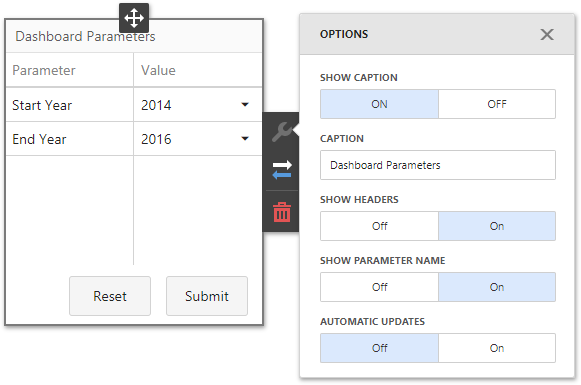 Dashboard Parameters
Parameter Value
Start Year 2014
End Year 2016
Reset Submit
OPTIONS
SHOW CAPTION
ON OFF
CAPTION
Dashboard Parameters
SHOW HEADERS
Off On
SHOW PARAMETER NAME
Off On
AUTOMATIC UPDATES
Off On